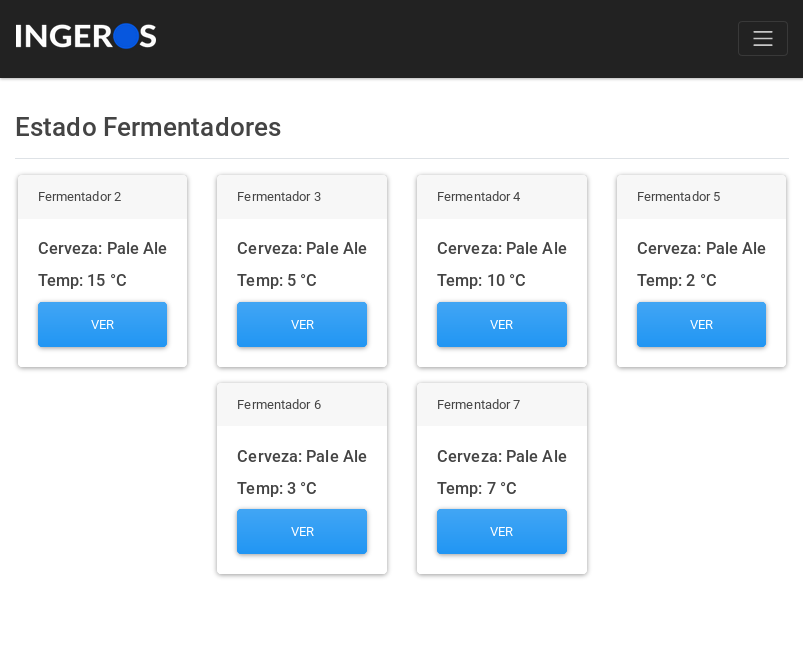 INGEROS
Estado Fermentadores
Fermentador 2
Cerveza: Pale Ale
Temp: 15 °C
VER
Fermentador 3
Cerveza: Pale Ale
Temp: 5 °C
VER
Fermentador 4
Cerveza: Pale Ale
Temp: 10 °C
VER
Fermentador 5
Cerveza: Pale Ale
Temp: 2 °C
VER
Fermentador 6
Cerveza: Pale Ale
Temp: 3 °C
VER
Fermentador 7
Cerveza: Pale Ale
Temp: 7 °C
VER